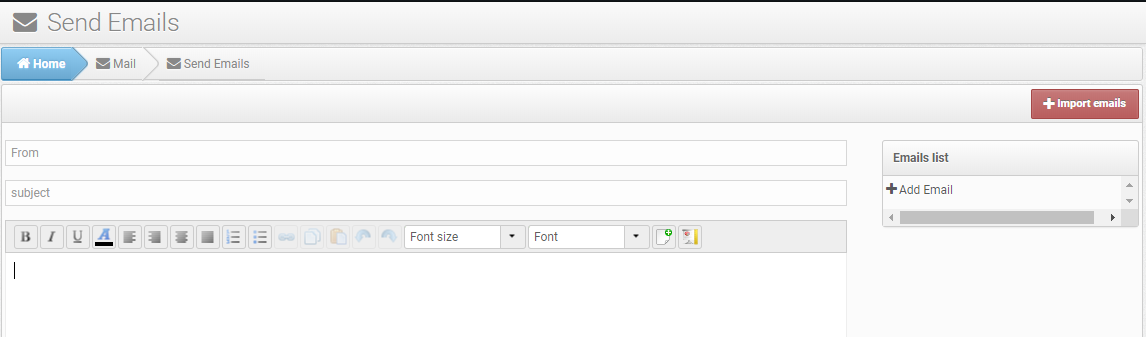 Send Emails
Home Mail Send Emails
Import emails
From
Emails list
subject
Add Email
B I U A Font size Font